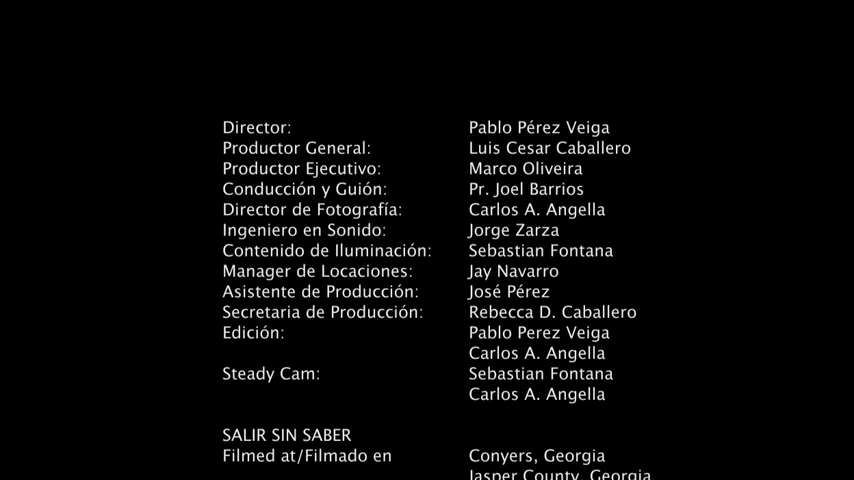 Director: Pablo Pérez Veiga
Productor General: Luis Cesar Caballero
Productor Ejecutivo: Marco Oliveira
Conducción y Guión: Pr. Joel Barrios
Director de Fotografía: Carlos A. Angella
Ingeniero en Sonido: Jorge Zarza
Contenido de Iluminación: Sebastian Fontana
Manager de Locaciones: Jay Navarro
Asistente de Producción: José Pérez
Secretaria de Producción: Rebecca D. Caballero
Edición: Pablo Perez Veiga
Carlos A. Angella
Steady Cam: Sebastian Fontana
Carlos A. Angella
SALIR SIN SABER
Filmed at/Filmado en Conyers, Georgia
Jasper County, Georgia